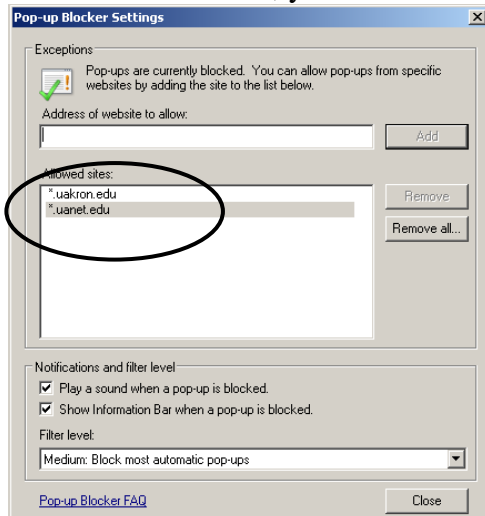 Pop-up Blocker Settings
Exceptions
Pop-ups are currently blocked. You can allow pop-ups from specific
websites by adding the site to the list below.
Address of website to allow:
Add
Allowed sites:
*.uakron.edu
*.uanet.edu
Remove
Remove all...
Notifications and filter level
Play a sound when a pop-up is blocked.
Show Information Bar when a pop-up is blocked.
Filter level:
Medium: Block most automatic pop-ups
Pop-up Blocker FAQ
Close